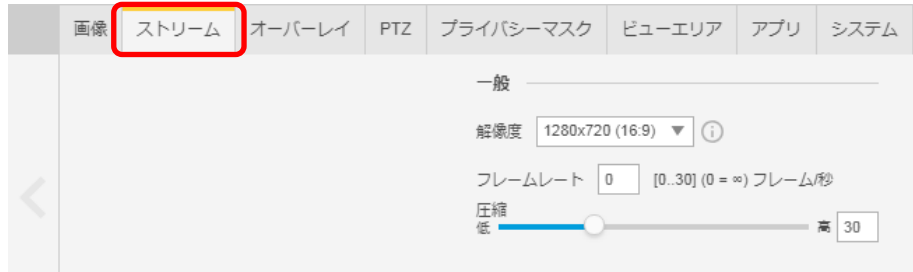 画像 ストリーム オーバーレイ PTZ プライバシーマスク ビューエリア アプリ システム
一般
解像度 1280x720 (16:9)
フレームレート 0 [0..30] (0 = ∞) フレーム/秒
圧縮
低 高 30